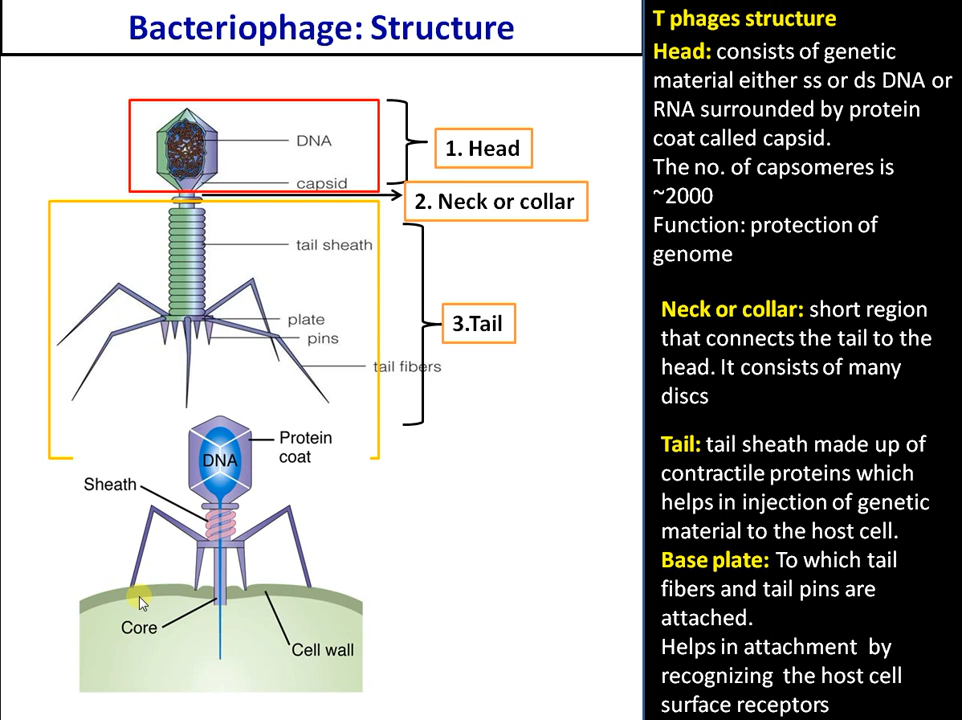 Bacteriophage: Structure
DNA
1. Head
capsid
2. Neck or collar
tail sheath
plate
3.Tail
pins
tail fibers
Protein
coat
DNA
Sheath
Core
Cell wall
T phages structure
Head: consists of genetic
material either ss or ds DNA or
RNA surrounded by protein
coat called capsid.
The no. of capsomeres is
~2000
Function: protection of
genome
Neck or collar: short region
that connects the tail to the
head. It consists of many
discs
Tail: tail sheath made up of
contractile proteins which
helps in injection of genetic
material to the host cell.
Base plate: To which tail
fibers and tail pins are
attached.
Helps in attachment by
recognizing the host cell
surface receptors